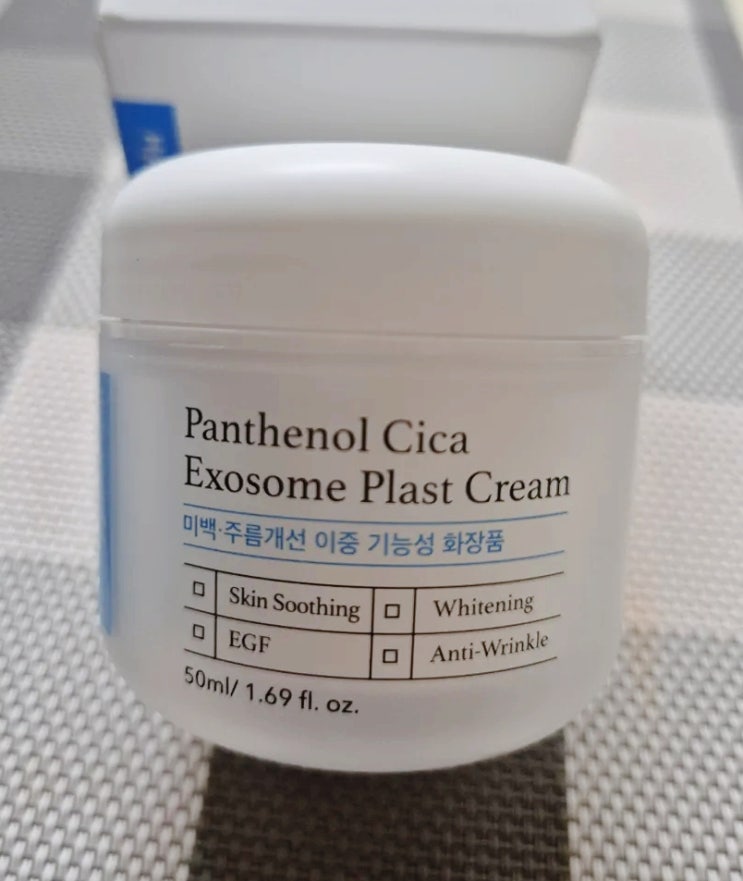 Panthenol Cica
Exosome Plast Cream
미백·주름개선 이중 기능성 화장품
Skin Soothing
Whitening
EGF
Anti-Wrinkle
50ml/ 1.69 fl. oz.